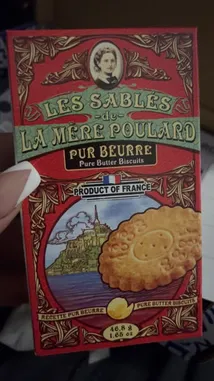 LES SABLÉS
-de-
LA MÈRE POULARD
PUR BEURRE
Pure Butter Biscuits
PRODUCT OF FRANCE
RECETTE PUR BEURRE
PURE BUTTER BISCUITS
46,8 g
1.65 oz